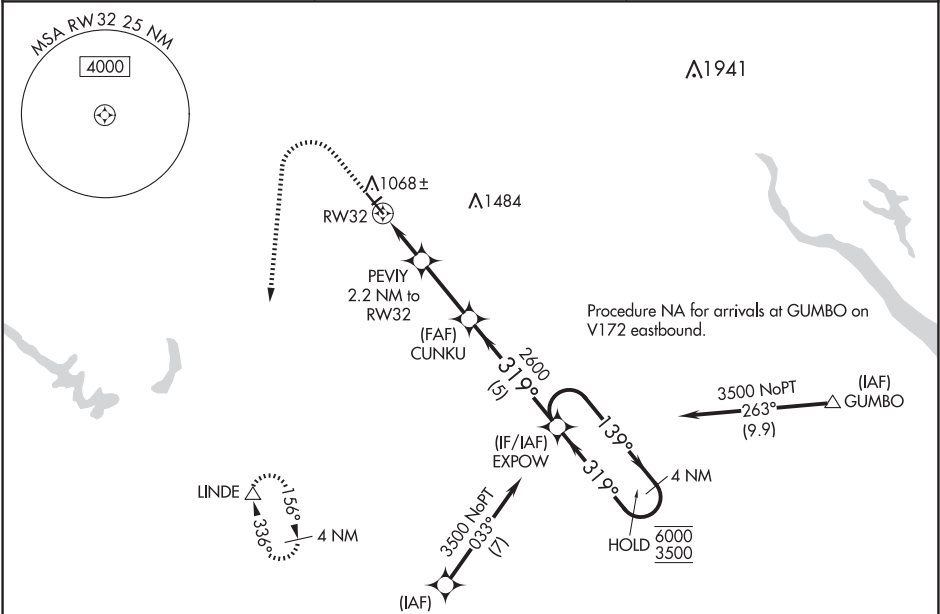 MSA RW32 25 NM
4000
1941
1068±
1484
RW32
PEVIY
2.2 NM to
RW32
(FAF)
CUNKU
Procedure NA for arrivals at GUMBO on
V172 eastbound.
2600
319°
(5)
3500 NoPT
263°
(9.9)
(IAF)
GUMBO
(IF/IAF)
EXPOW
139°
319°
4 NM
HOLD
6000
3500
LINDE
156°
336°
4 NM
3500 NoPT
033°
(7)
(IAF)